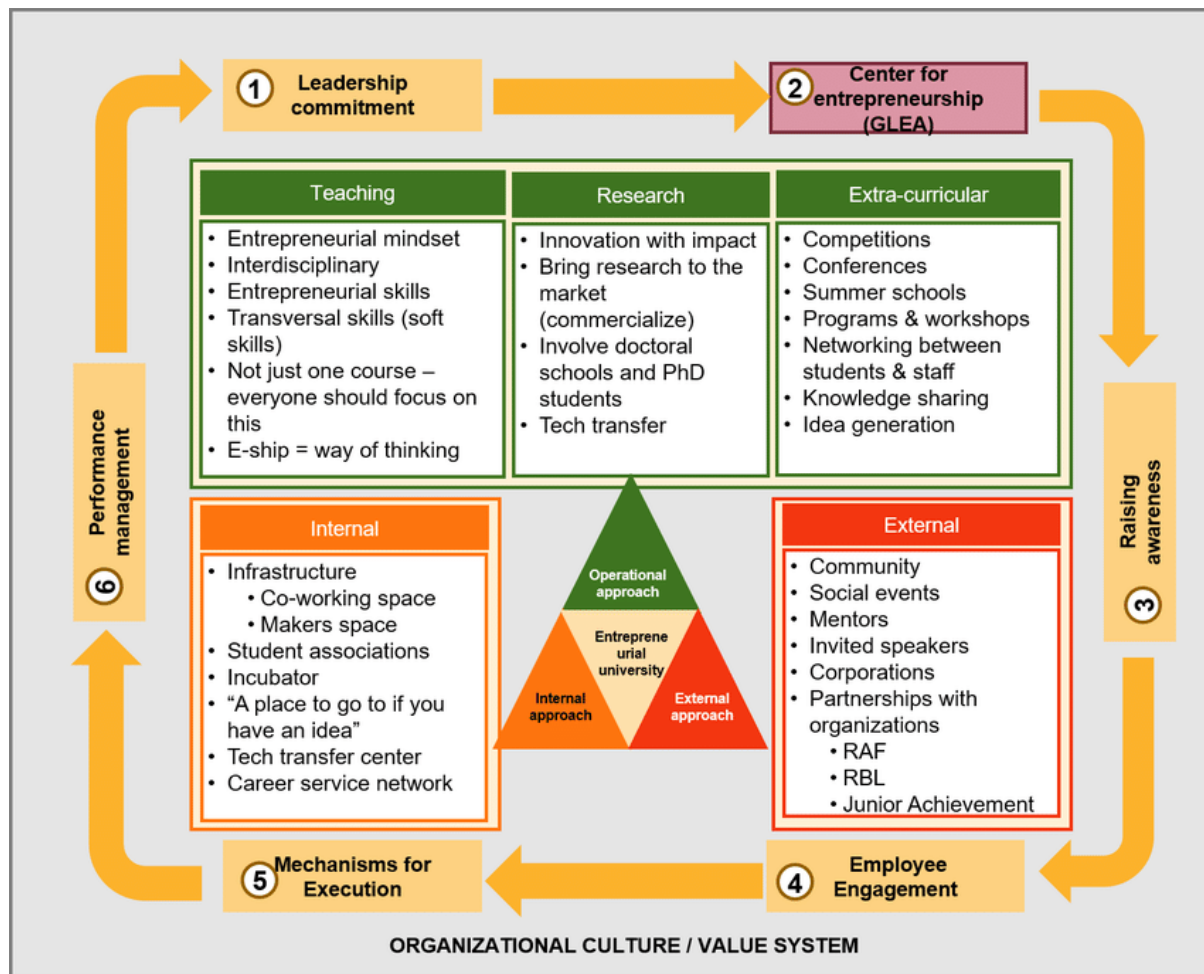 1
Leadership
commitment
2
Center for
entrepreneurship
(GLEA)
Teaching
• Entrepreneurial mindset
• Interdisciplinary
• Entrepreneurial skills
• Transversal skills (soft
skills)
• Not just one course –
everyone should focus on
this
• E-ship = way of thinking
Research
• Innovation with impact
• Bring research to the
market
(commercialize)
• Involve doctoral
schools and PhD
students
• Tech transfer
Extra-curricular
• Competitions
• Conferences
• Summer schools
• Programs & workshops
• Networking between
students & staff
• Knowledge sharing
• Idea generation
Raising
awareness
3
Performance
management
6
Internal
• Infrastructure
• Co-working space
• Makers space
• Student associations
• Incubator
• “A place to go to if you
have an idea”
• Tech transfer center
• Career service network
Operational
approach
Entreprene
urial
university
Internal
approach
External
approach
External
• Community
• Social events
• Mentors
• Invited speakers
• Corporations
• Partnerships with
organizations
• RAF
• RBL
• Junior Achievement
5
Mechanisms for
Execution
4
Employee
Engagement
ORGANIZATIONAL CULTURE / VALUE SYSTEM